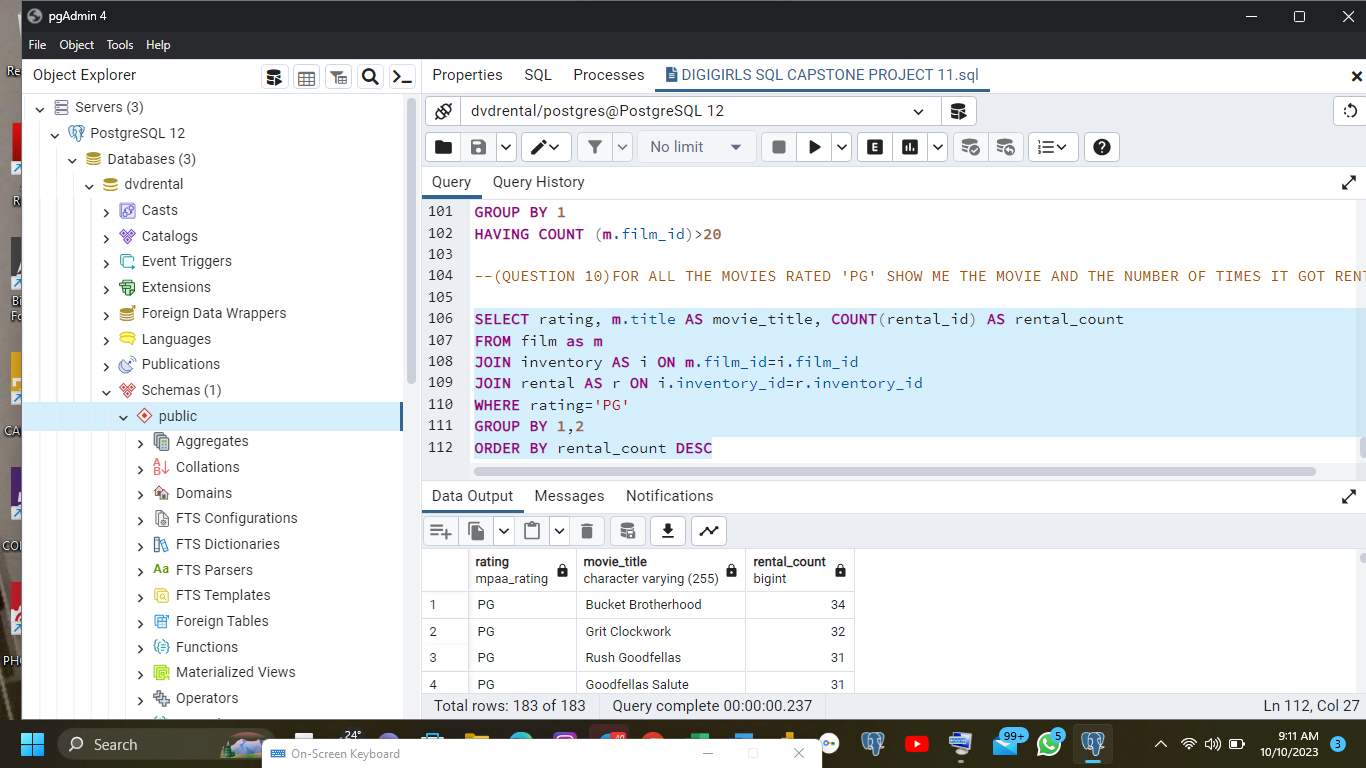 pgAdmin 4
File Object Tools Help
Object Explorer
Properties SQL Processes DIGIGIRLS SQL CAPSTONE PROJECT 11.sql
Servers (3)
PostgreSQL 12
Databases (3)
dvdrental
Casts
Catalogs
Event Triggers
Extensions
Foreign Data Wrappers
Languages
Publications
Schemas (1)
public
Aggregates
Collations
Domains
FTS Configurations
FTS Dictionaries
Aa FTS Parsers
FTS Templates
Foreign Tables
Functions
Materialized Views
Operators
dvdrental/postgres@PostgreSQL 12
No limit
E
Query Query History
101 GROUP BY 1
102 HAVING COUNT (m.film_id)>20
103
104 --(QUESTION 10)FOR ALL THE MOVIES RATED 'PG' SHOW ME THE MOVIE AND THE NUMBER OF TIMES IT GOT RENT
105
106 SELECT rating, m.title AS movie_title, COUNT(rental_id) AS rental_count
107 FROM film as m
108 JOIN inventory AS i ON m.film_id=i.film_id
109 JOIN rental AS r ON i.inventory_id=r.inventory_id
110 WHERE rating='PG'
111 GROUP BY 1,2
112 ORDER BY rental_count DESC
Data Output Messages Notifications
rating movie_title rental_count
mpaa_rating character varying (255) bigint
1 PG Bucket Brotherhood 34
2 PG Grit Clockwork 32
3 PG Rush Goodfellas 31
4 PG Goodfellas Salute 31
Total rows: 183 of 183 Query complete 00:00:00.237 Ln 112, Col 27
Search
24°
On-Screen Keyboard
99+
5
9:11 AM
10/10/2023
3